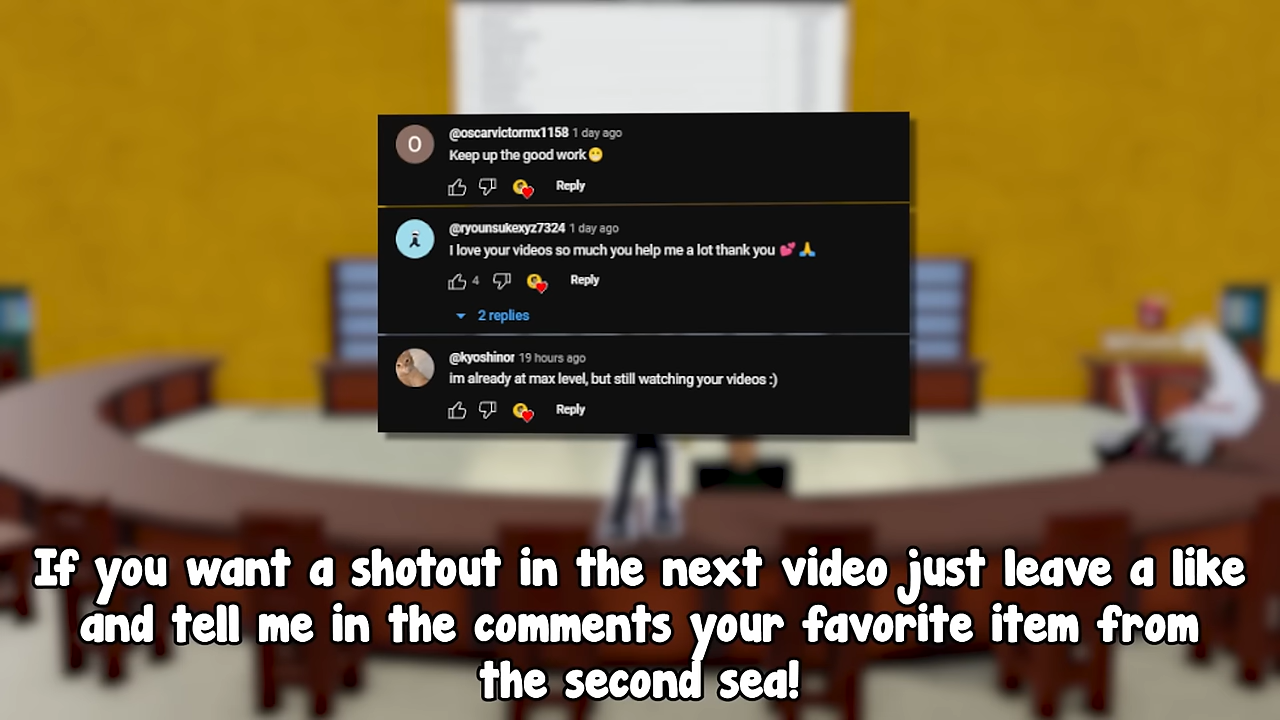 O
@oscarvictormx1158 1 day ago
Keep up the good work😁
Reply
@ryounsukexyz7324 1 day ago
I love your videos so much you help me a lot thank you 💕 🙏
4 Reply
2 replies
@kyoshinor 19 hours ago
im already at max level, but still watching your videos :)
Reply
If you want a shotout in the next video just leave a like
and tell me in the comments your favorite item from
the second sea!